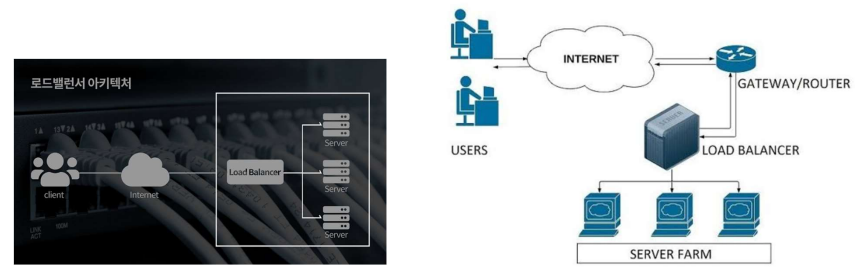 로드밸런서 아키텍처
client
Internet
Load Balancer
Server
Server
Server
INTERNET
GATEWAY/ROUTER
USERS
SERVER
LOAD BALANCER
SERVER FARM